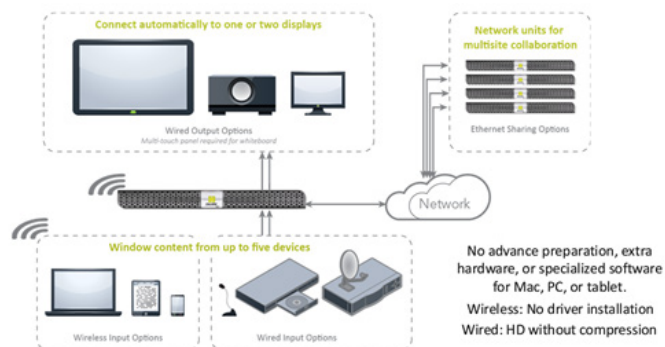 Connect automatically to one or two displays
Wired Output Options
Multi-touch panel required for whiteboard
Network units for
multisite collaboration
Ethernet Sharing Options
Network
Window content from up to five devices
Wireless Input Options
Wired Input Options
No advance preparation, extra
hardware, or specialized software
for Mac, PC, or tablet.
Wireless: No driver installation
Wired: HD without compression